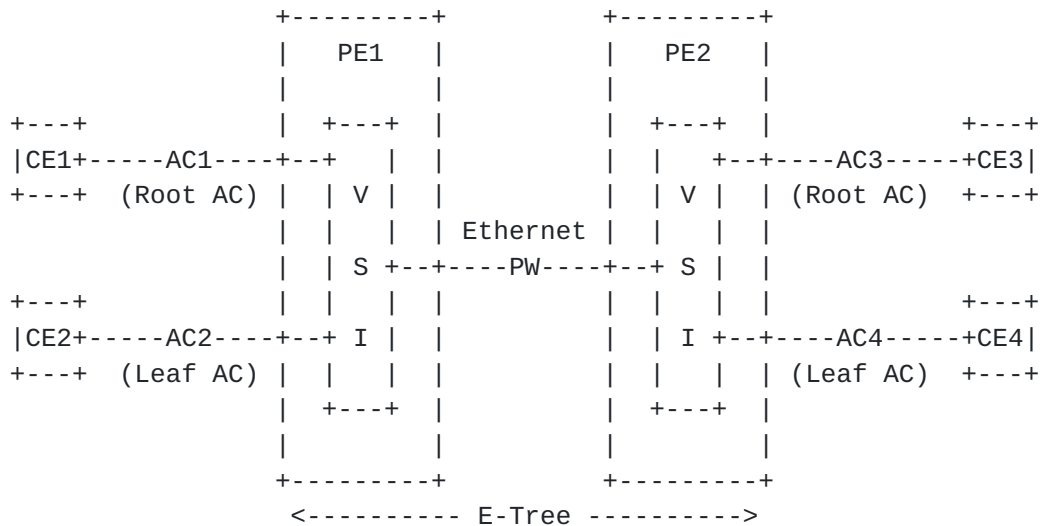 +---------+            +---------+
              |   PE1   |            |   PE2   |
              |         |            |         |
+---+         |  +---+  |            |  +---+  |            +---+
|CE1+-----AC1----+--+   | |          |  |   +--+----AC3-----+CE3|
+---+ (Root AC) |  | V | |           |  | V |  | (Root AC)  +---+
              |  |   |  | Ethernet |  |   |  |
              |  | S +--+----PW----+--+ S |  |
+---+         |  |   |  |            |  |   |  |            +---+
|CE2+-----AC2----+--+ I |  |         |  | I +--+----AC4-----+CE4|
+---+ (Leaf AC) |  |   |  |          |  |   |  | (Leaf AC)  +---+
              |  +---+  |            |  +---+  |
              |         |            |         |
              +---------+            +---------+
              <---------- E-Tree ---------->